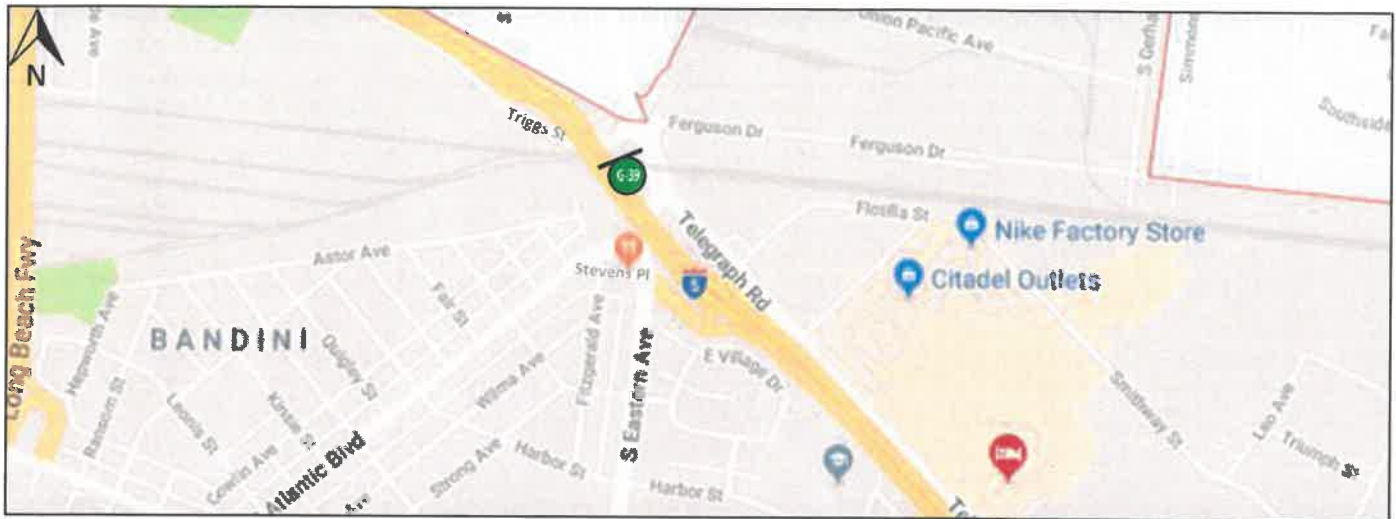 N
Union Pacific Ave
S Gerha
Simmon
Southside
Triggs St
Ferguson Dr
Ferguson Dr
G-39
Flotilla St
Telegraph Rd
Nike Factory Store
Citadel Outlets
Astor Ave
Stevens Pl
5
Long Beach Fwy
Hepworth Ave
BANDINI
Fair St
Quigley St
Fitzgerald Ave
S Eastern Ave
E Village Dr
Wilma Ave
Ransom St
Leonis St
Kinsie St
Cowlin Ave
Atlantic Blvd
Strong Ave
Harbor St
Harbor St
Smithway St
Leo Ave
Triumph St
Te